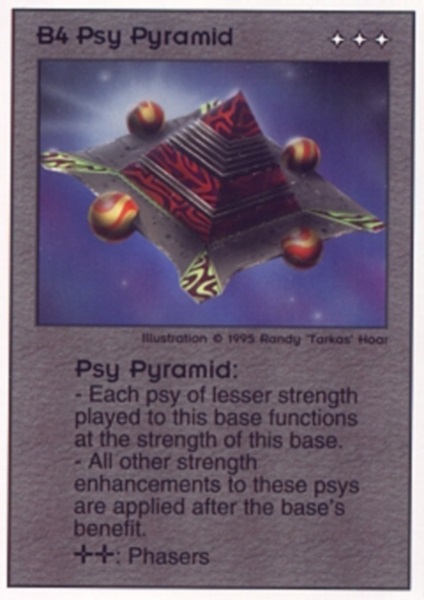 B4 Psy Pyramid
Illustration © 1995 Randy 'Tarkas' Hoar
Psy Pyramid:
- Each psy of lesser strength
played to this base functions
at the strength of this base.
- All other strength
enhancements to these psys
are applied after the base's
benefit.
✢✢: Phasers